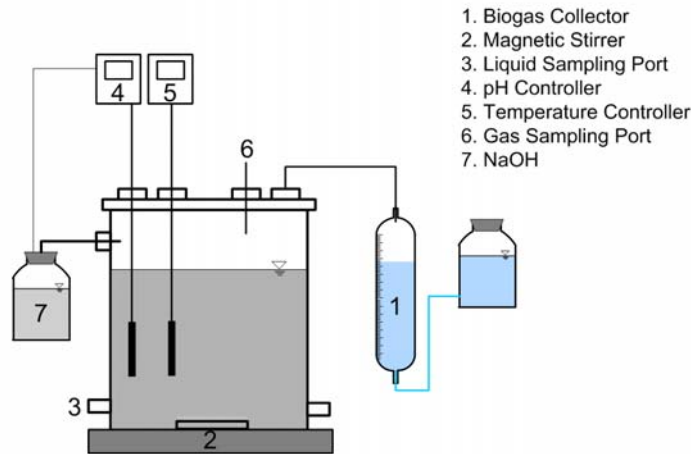 1. Biogas Collector
2. Magnetic Stirrer
3. Liquid Sampling Port
4. pH Controller
5. Temperature Controller
6. Gas Sampling Port
7. NaOH
4
5
6
7
1
3
2